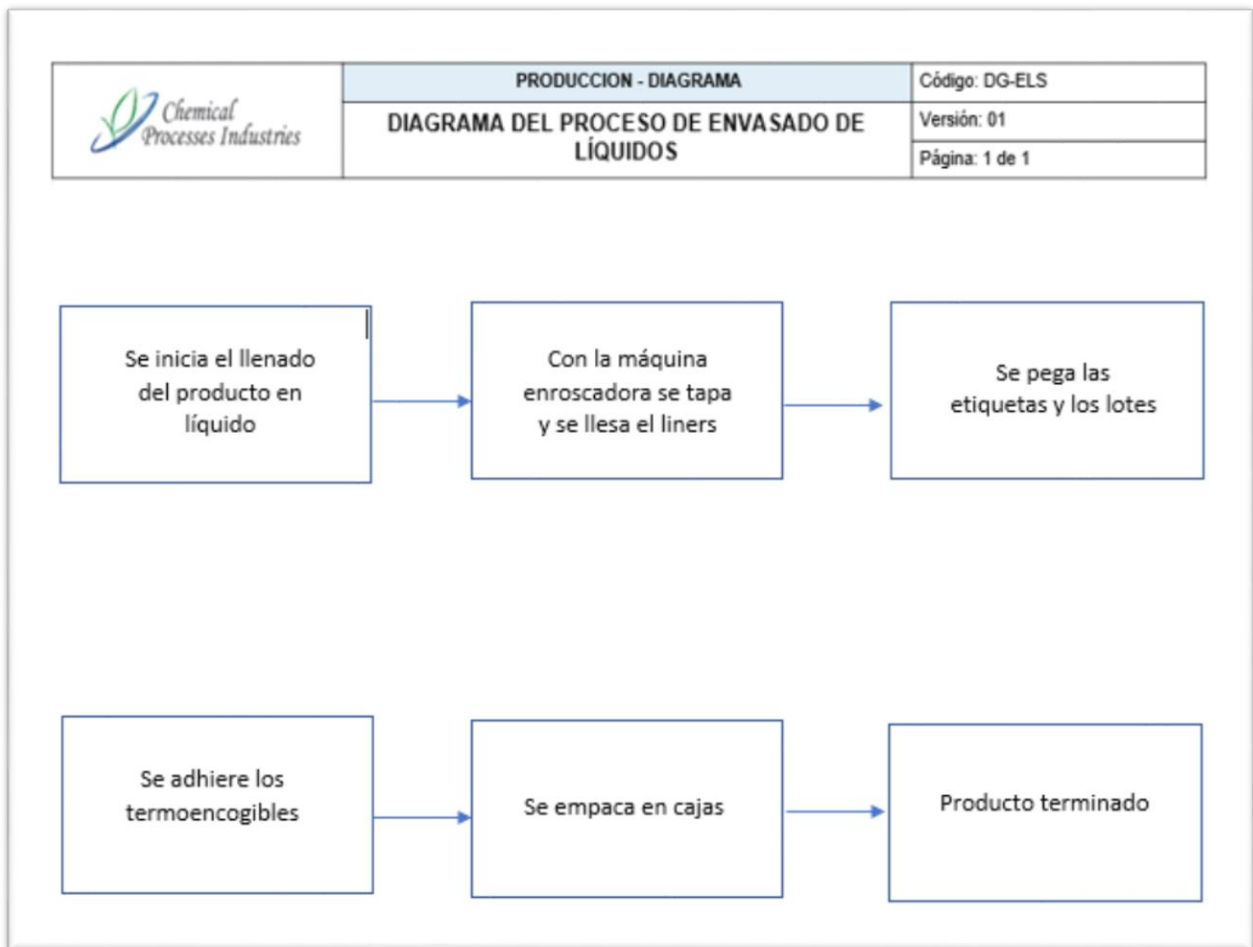 Chemical
Processes Industries
PRODUCCION - DIAGRAMA
DIAGRAMA DEL PROCESO DE ENVASADO DE
LÍQUIDOS
Código: DG-ELS
Versión: 01
Página: 1 de 1
Se inicia el llenado
del producto en
líquido
Con la máquina
enroscadora se tapa
y se llesa el liners
Se pega las
etiquetas y los lotes
Se adhiere los
termoencogibles
Se empaca en cajas
Producto terminado